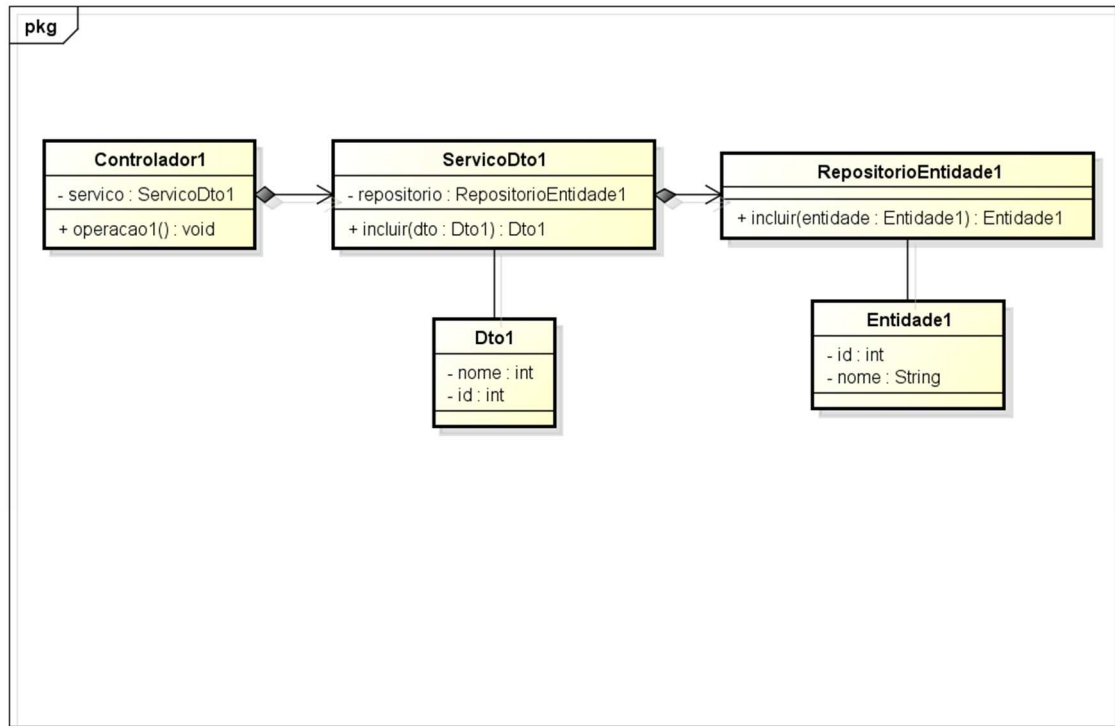 pkg
Controlador1
- servico : ServicoDto1
+ operacao1() : void
ServicoDto1
- repositorio : RepositorioEntidade1
+ incluir(dto : Dto1) : Dto1
RepositorioEntidade1
+ incluir(entidade : Entidade1) : Entidade1
Dto1
- nome : int
- id : int
Entidade1
- id : int
- nome : String